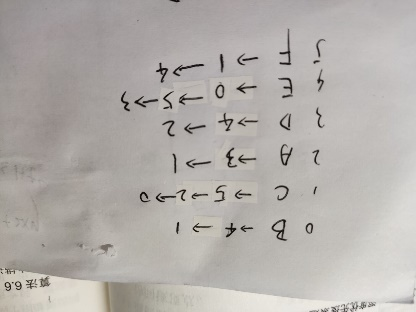 算法 6.6
0 B → 4 → 1
1 C → 5 → 2 → 0
2 A → 3 → 1
3 D → 4 → 2
4 E → 0 → 5 → 3
5 F → 1 → 4